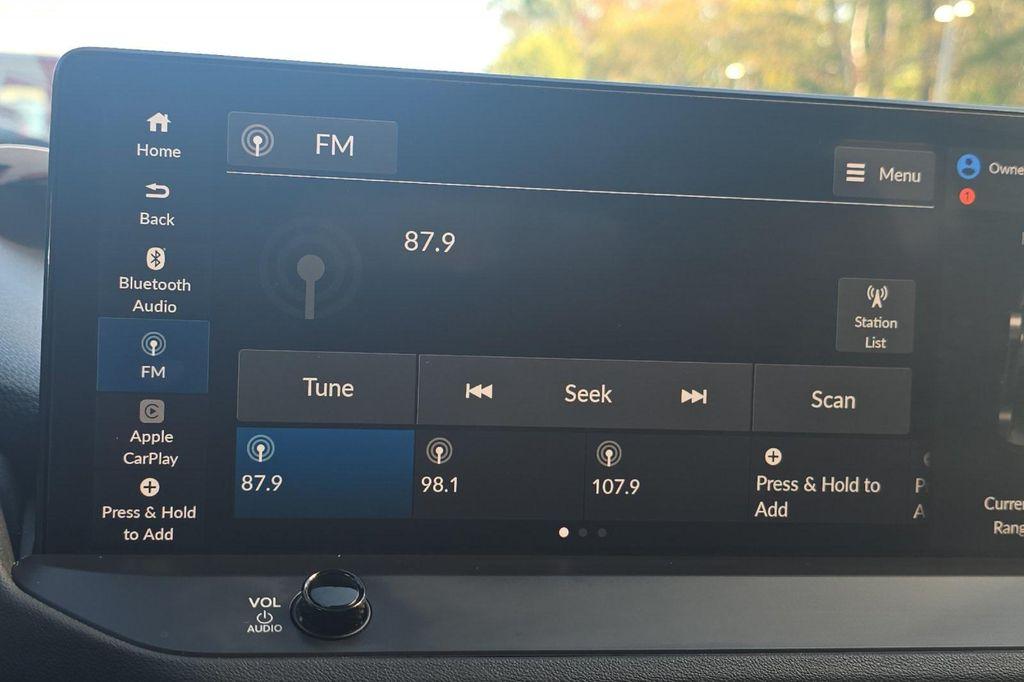 Home
Back
Bluetooth
Audio
FM
Apple
CarPlay
Press & Hold
to Add
FM
Menu
87.9
Station
List
Tune
Seek
Scan
87.9
98.1
107.9
Press & Hold to
Add
P
A
1
VOL
AUDIO